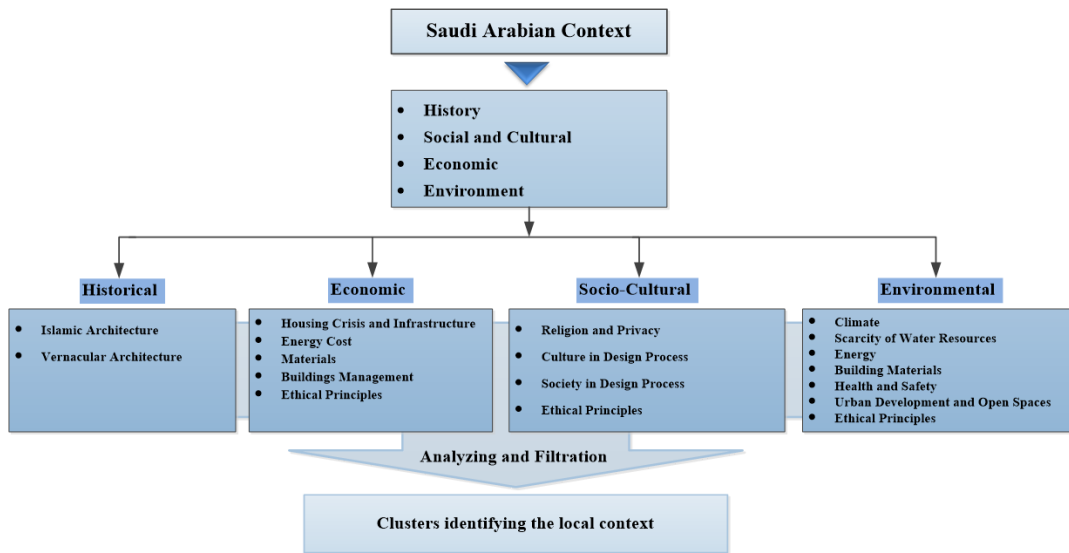 Saudi Arabian Context
• History
• Social and Cultural
• Economic
• Environment
Historical
• Islamic Architecture
• Vernacular Architecture
Economic
• Housing Crisis and Infrastructure
• Energy Cost
• Materials
• Buildings Management
• Ethical Principles
Socio-Cultural
• Religion and Privacy
• Culture in Design Process
• Society in Design Process
• Ethical Principles
Environmental
• Climate
• Scarcity of Water Resources
• Energy
• Building Materials
• Health and Safety
• Urban Development and Open Spaces
• Ethical Principles
Analyzing and Filtration
Clusters identifying the local context